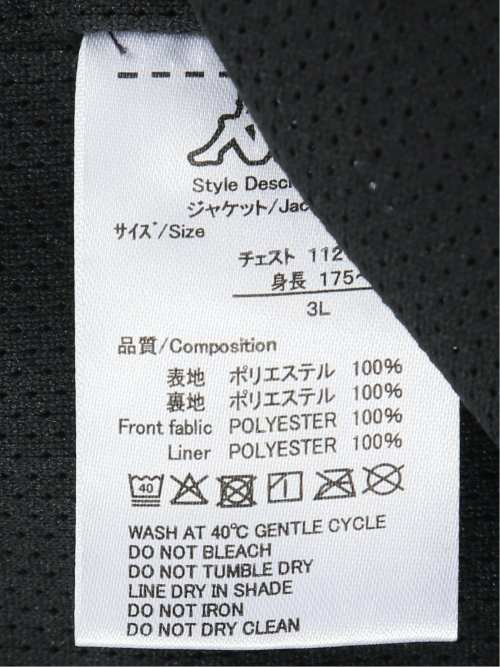 Style
ジャケット/
サイズ/Size
チェスト 112
身長 175~
3L
品質/Composition
表地 ポリエステル 100%
裏地 ポリエステル 100%
Front fablic POLYESTER 100%
Liner POLYESTER 100%
40
WASH AT 40℃ GENTLE CYCLE
DO NOT BLEACH
DO NOT TUMBLE DRY
LINE DRY IN SHADE
DO NOT IRON
DO NOT DRY CLEAN